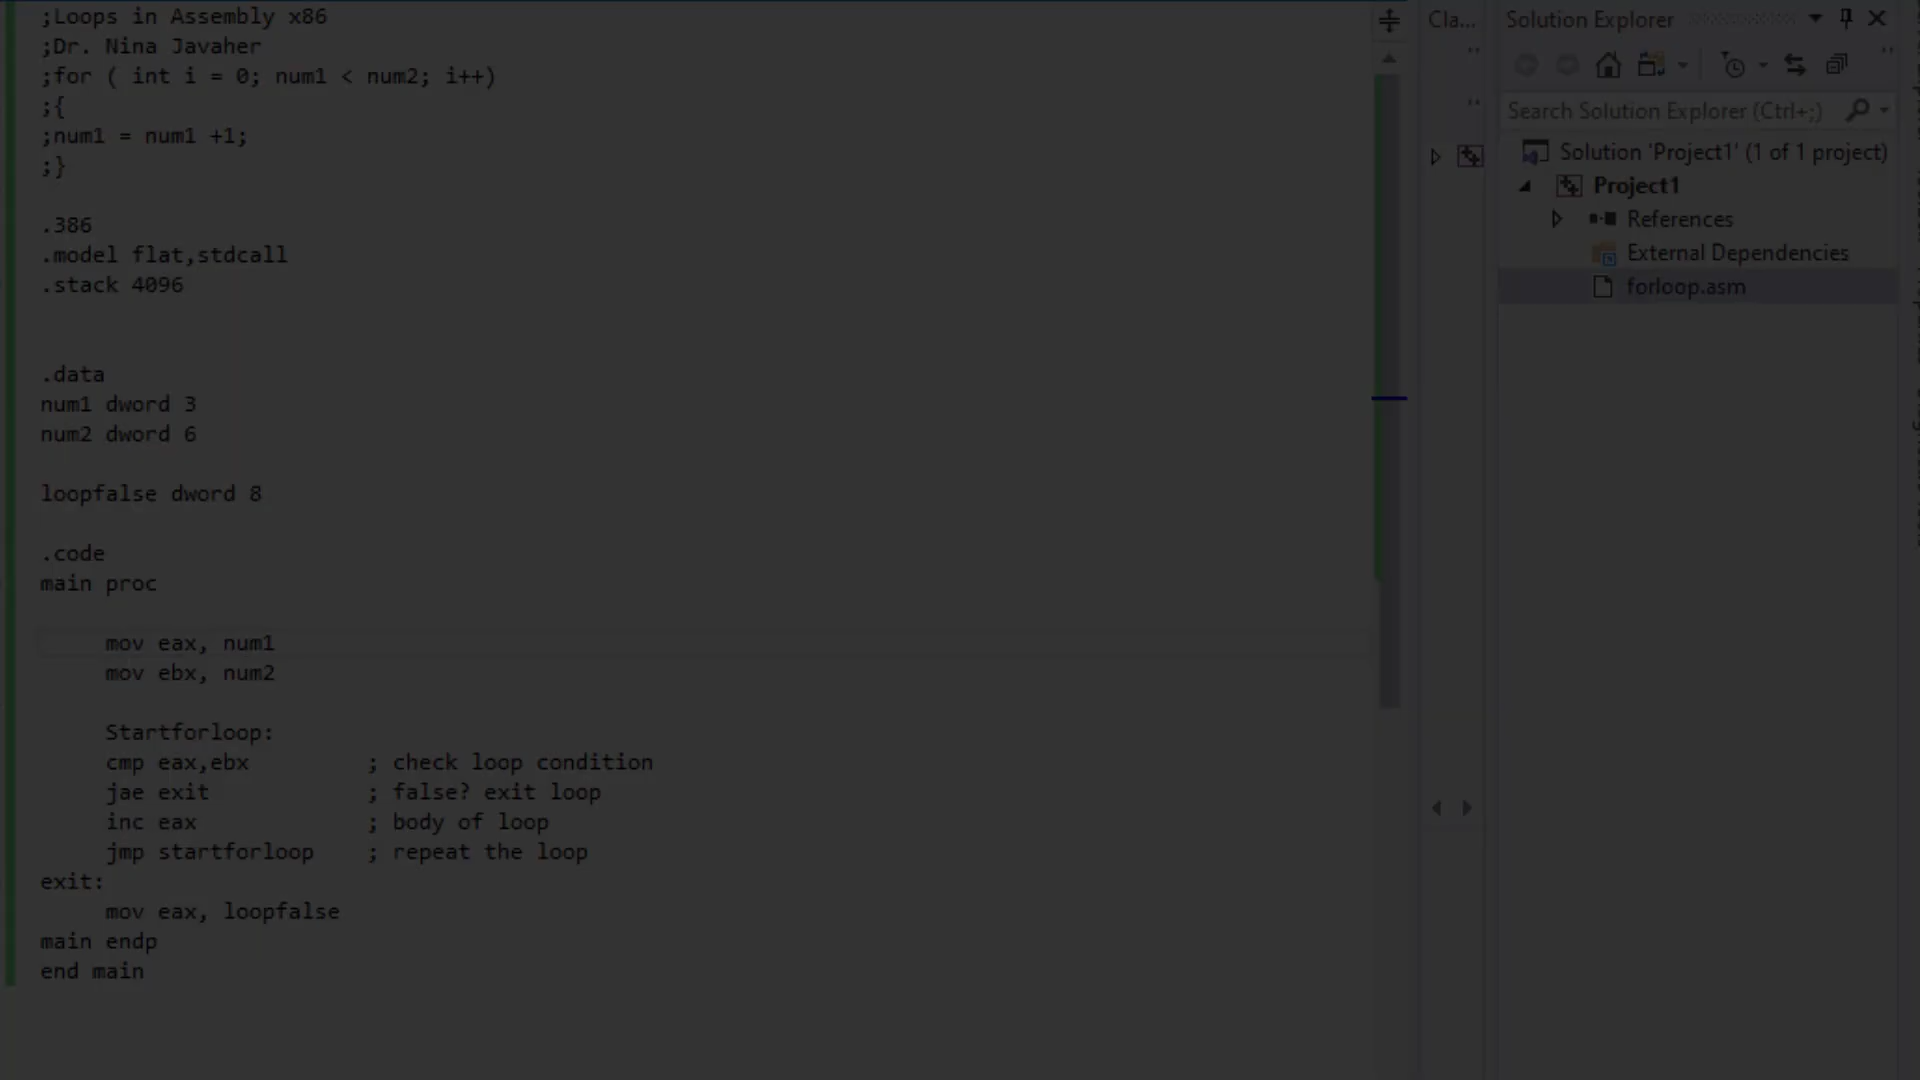 ;Loops in Assembly x86
;Dr. Nina Javaher
;for ( int i = 0; num1 < num2; i++)
;{
;num1 = num1 +1;
;}
.386
.model flat,stdcall
.stack 4096
.data
num1 dword 3
num2 dword 6
loopfalse dword 8
.code
main proc
mov eax, num1
mov ebx, num2
Startforloop:
cmp eax,ebx ; check loop condition
jae exit ; false? exit loop
inc eax ; body of loop
jmp startforloop ; repeat the loop
exit:
mov eax, loopfalse
main endp
end main
Cla...
Solution Explorer
Search Solution Explorer (Ctrl+;)
Solution 'Project1' (1 of 1 project)
Project1
References
External Dependencies
forloop.asm